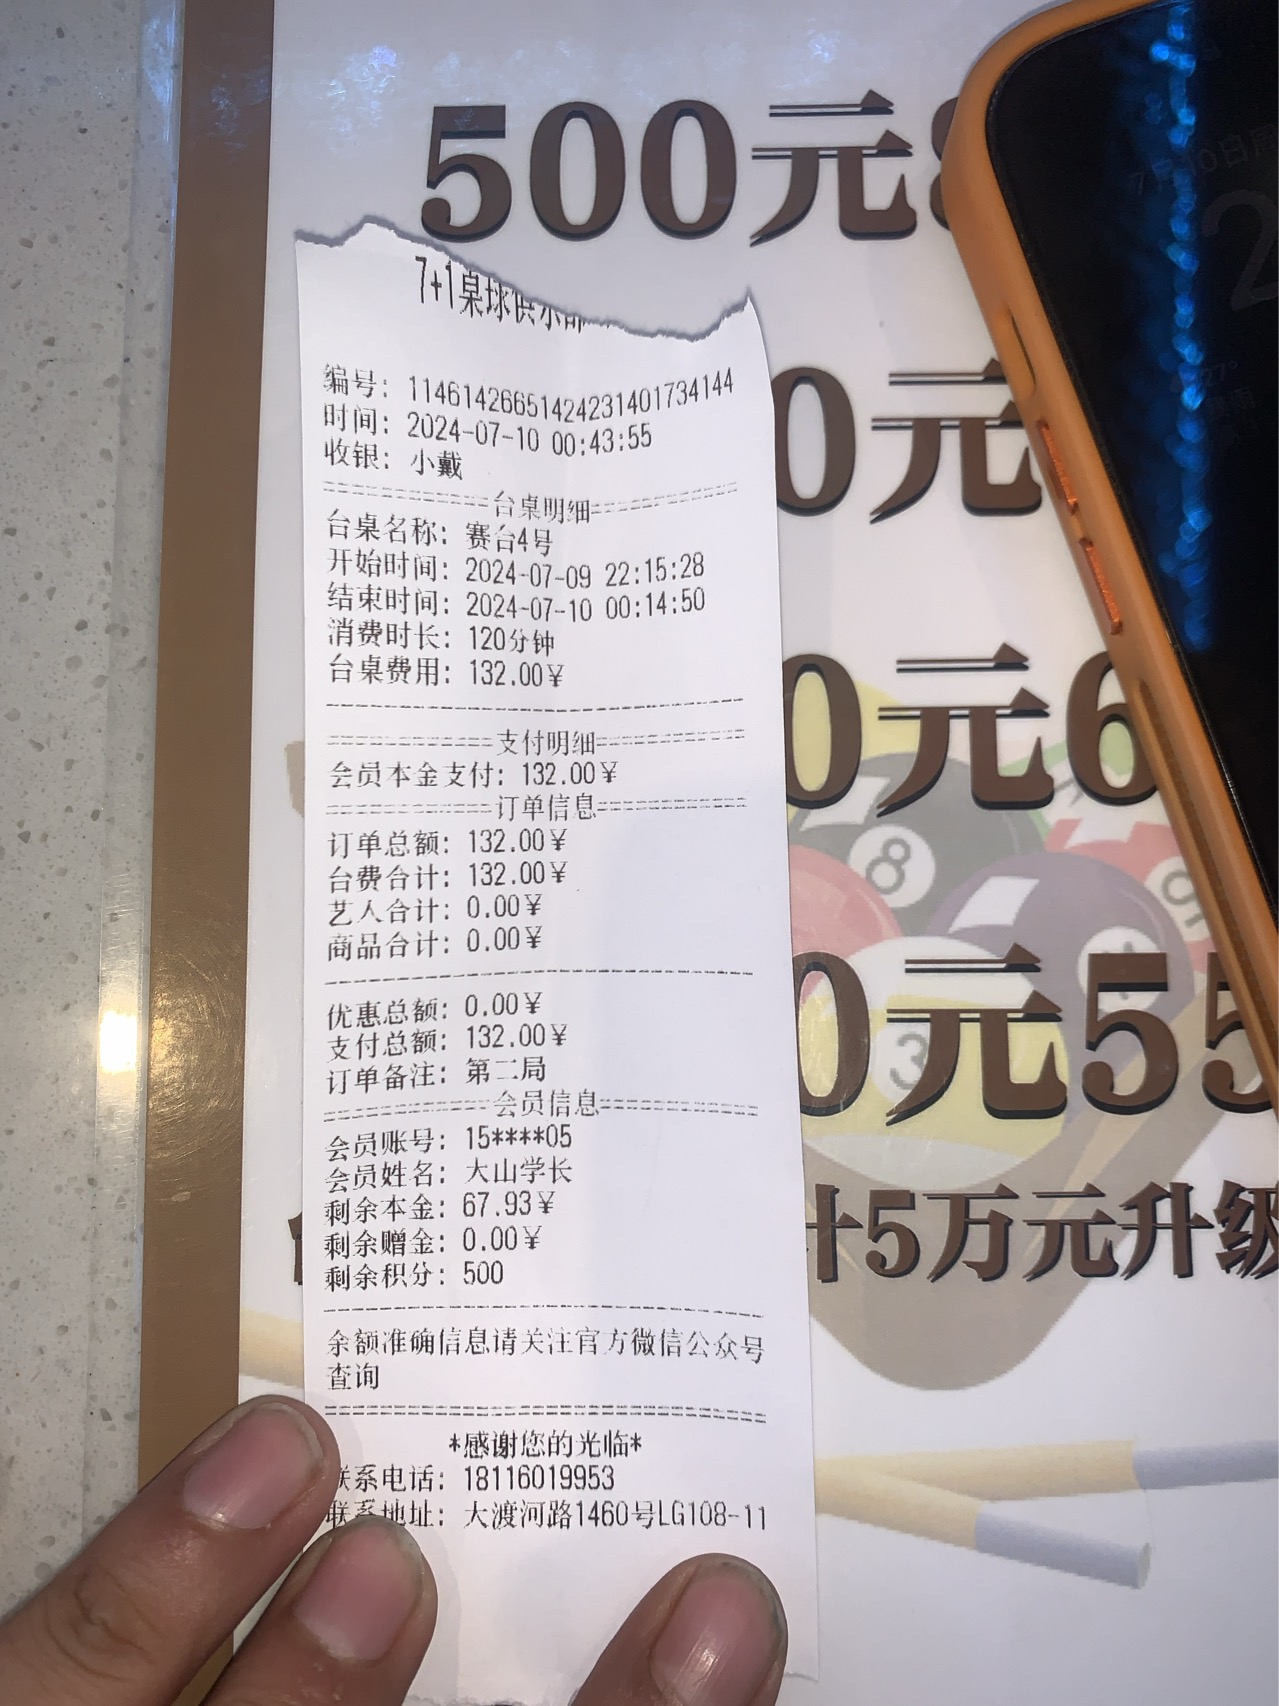 500元
7+1桌球俱乐部
编号: 11461426651424231401734144
时间: 2024-07-10 00:43:55
收银: 小戴
============台桌明细============
台桌名称: 赛台4号
开始时间: 2024-07-09 22:15:28
结束时间: 2024-07-10 00:14:50
消费时长: 120分钟
台桌费用: 132.00¥
--------------------------------
============支付明细============
会员本金支付: 132.00¥
============订单信息============
订单总额: 132.00¥
台费合计: 132.00¥
艺人合计: 0.00¥
商品合计: 0.00¥
--------------------------------
优惠总额: 0.00¥
支付总额: 132.00¥
订单备注: 第二局
============会员信息============
会员账号: 15****05
会员姓名: 大山学长
剩余本金: 67.93¥
剩余赠金: 0.00¥
剩余积分: 500
--------------------------------
余额准确信息请关注官方微信公众号
查询
================================
*感谢您的光临*
联系电话: 18116019953
联系地址: 大渡河路1460号LG108-11
0元
0元6
0元55
计5万元升级
8
3